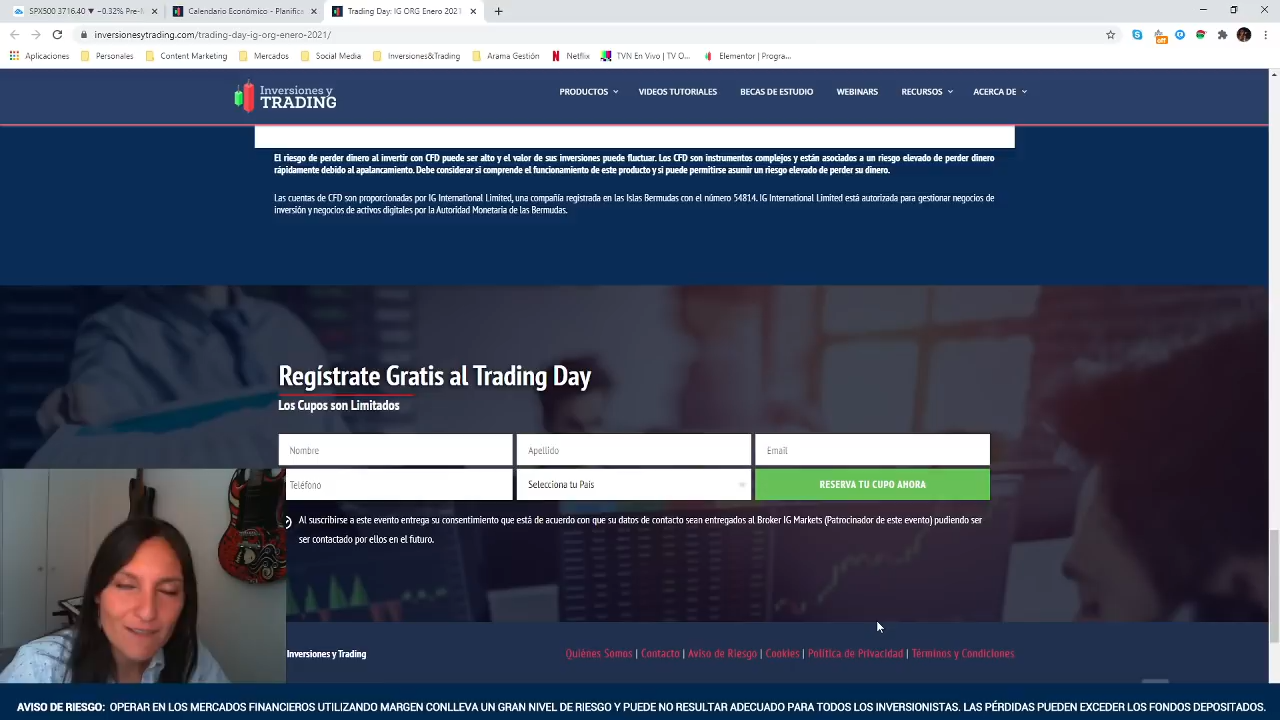 SPX500 3716.40 ▼ −0.32% Pre-M
Calendario Económico - Pragmatic
Trading Day: IG ORG Enero 2021
inversionesytrading.com/trading-day-ig-org-enero-2021/
Aplicaciones
Personales
Content Marketing
Mercados
Social Media
Inversiones&Trading
Arama Gestión
Netflix
TVN En Vivo | TV O...
Elementor | Progra...
off
Inversiones y
TRADING
PRODUCTOS
VIDEOS TUTORIALES
BECAS DE ESTUDIO
WEBINARS
RECURSOS
ACERCA DE
El riesgo de perder dinero al invertir con CFD puede ser alto y el valor de sus inversiones puede fluctuar. Los CFD son instrumentos complejos y están asociados a un riesgo elevado de perder dinero
rápidamente debido al apalancamiento. Debe considerar si comprende el funcionamiento de este producto y si puede permitirse asumir un riesgo elevado de perder su dinero.
Las cuentas de CFD son proporcionadas por IG International Limited, una compañía registrada en las Islas Bermudas con el número 54814. IG International Limited está autorizada para gestionar negocios de
inversión y negocios de activos digitales por la Autoridad Monetaria de las Bermudas.
Regístrate Gratis al Trading Day
Los Cupos son Limitados
Nombre
Apellido
Email
Teléfono
Selecciona tu Pais
RESERVA TU CUPO AHORA
Al suscribirse a este evento entrega su consentimiento que está de acuerdo con que su datos de contacto sean entregados al Broker IG Markets (Patrocinador de este evento) pudiendo ser
ser contactado por ellos en el futuro.
Inversiones y Trading
Quiénes Somos | Contacto | Aviso de Riesgo | Cookies | Política de Privacidad | Términos y Condiciones
AVISO DE RIESGO: OPERAR EN LOS MERCADOS FINANCIEROS UTILIZANDO MARGEN CONLLEVA UN GRAN NIVEL DE RIESGO Y PUEDE NO RESULTAR ADECUADO PARA TODOS LOS INVERSIONISTAS. LAS PÉRDIDAS PUEDEN EXCEDER LOS FONDOS DEPOSITADOS.